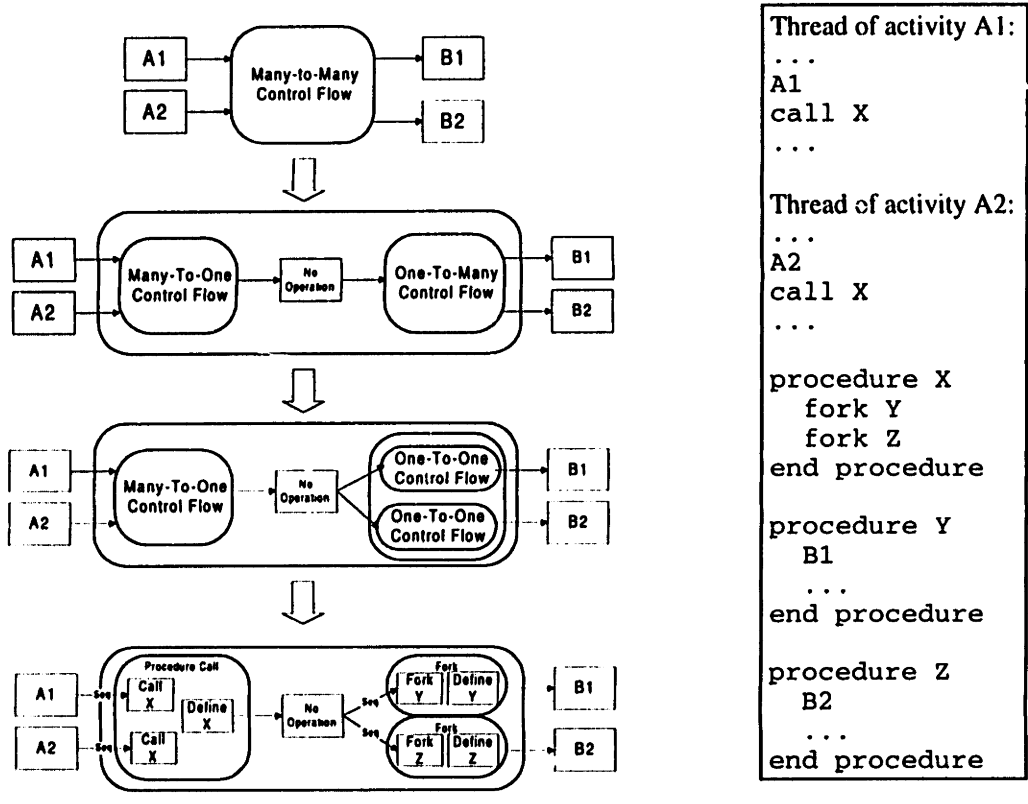 A1
A2
Many-to-Many
Control Flow
B1
B2
A1
A2
Many-To-One
Control Flow
No
Operation
One-To-Many
Control Flow
B1
B2
A1
A2
Many-To-One
Control Flow
No
Operation
One-To-One
Control Flow
One-To-One
Control Flow
B1
B2
A1
A2
Seq
Seq
Procedure Call
Call
X
Define
X
Call
X
No
Operation
Seq
Seq
Fork
Fork
Y
Define
Y
Fork
Fork
Z
Define
Z
B1
B2
Thread of activity A1:
...
A1
call X
...
Thread of activity A2:
...
A2
call X
...
procedure X
fork Y
fork Z
end procedure
procedure Y
B1
...
end procedure
procedure Z
B2
...
end procedure